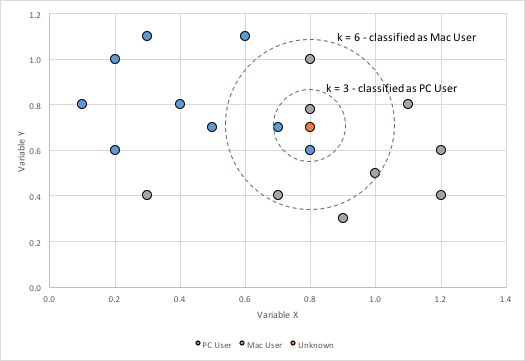 1.2
k = 6 - classified as Mac User
1.0
k = 3 - classified as PC User
0.8
Variable Y
0.6
0.4
0.2
0.0
0.0 0.2 0.4 0.6 0.8 1.0 1.2 1.4
Variable X
PC User Mac User Unknown